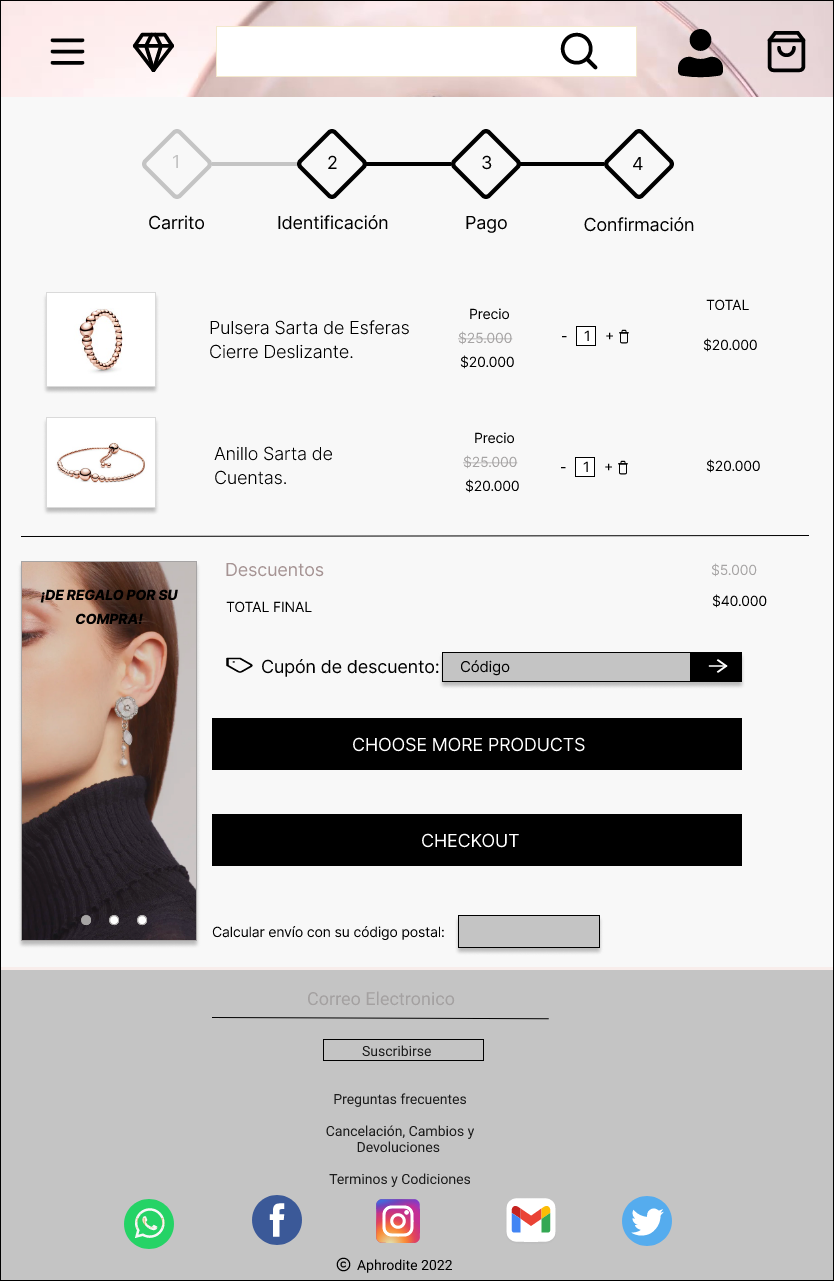 1
2
3
4
Carrito
Identificación
Pago
Confirmación
Pulsera Sarta de Esferas
Cierre Deslizante.
Precio
$25.000
$20.000
- 1 +
TOTAL
$20.000
Anillo Sarta de
Cuentas.
Precio
$25.000
$20.000
- 1 +
$20.000
¡DE REGALO POR SU
COMPRA!
Descuentos
$5.000
TOTAL FINAL
$40.000
Cupón de descuento:
Código
CHOOSE MORE PRODUCTS
CHECKOUT
Calcular envío con su código postal:
Correo Electronico
Suscribirse
Preguntas frecuentes
Cancelación, Cambios y
Devoluciones
Terminos y Codiciones
© Aphrodite 2022